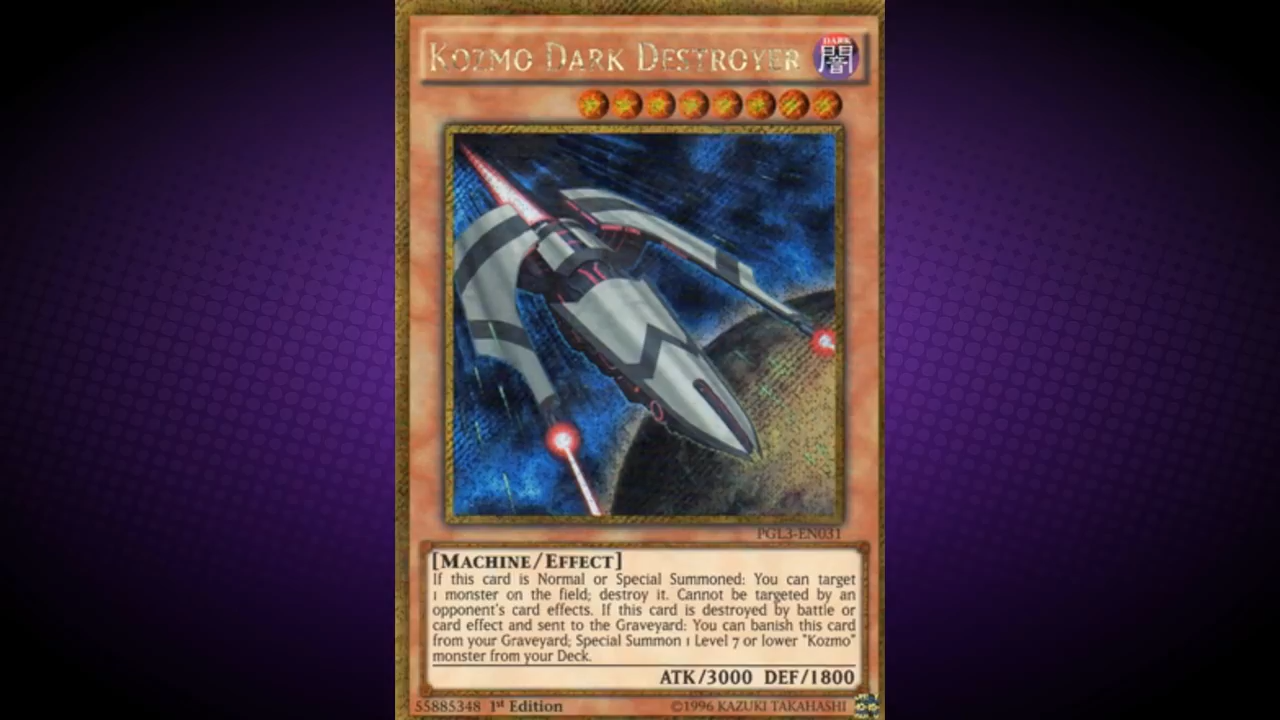 KOZMO DARK DESTROYER
DARK
闇
PGL3-EN031
[MACHINE/EFFECT]
If this card is Normal or Special Summoned: You can target
1 monster on the field; destroy it. Cannot be targeted by an
opponent's card effects. If this card is destroyed by battle or
card effect and sent to the Graveyard: You can banish this card
from your Graveyard; Special Summon 1 Level 7 or lower "Kozmo"
monster from your Deck.
ATK/3000 DEF/1800
55885348 1st Edition ©1996 KAZUKI TAKAHASHI